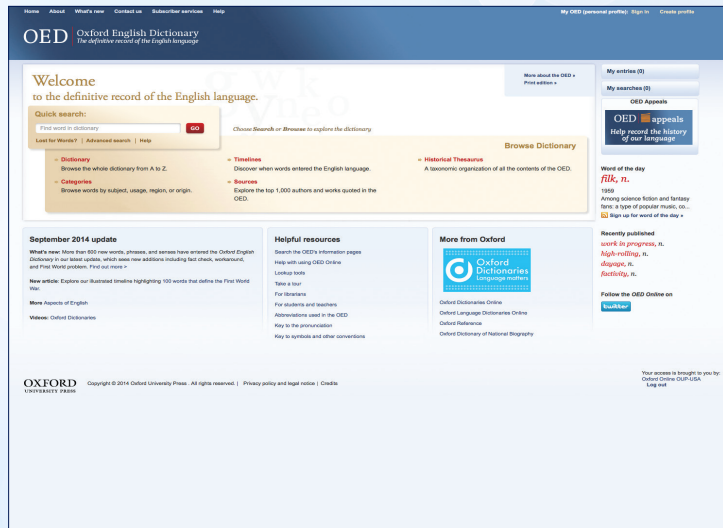 Home About What's new Contact us Subscriber services Help
My OED (personal profile): Sign in Create profile
OED Oxford English Dictionary
The definitive record of the English language
Welcome
to the definitive record of the English language.
More about the OED »
Print edition »
Quick search:
Find word in dictionary GO
Lost for Words? | Advanced search | Help
Choose Search or Browse to explore the dictionary
Browse Dictionary
» Dictionary
Browse the whole dictionary from A to Z.
» Categories
Browse words by subject, usage, region, or origin.
» Timelines
Discover when words entered the English language.
» Sources
Explore the top 1,000 authors and works quoted in the
OED.
» Historical Thesaurus
A taxonomic organization of all the contents of the OED.
My entries (0)
My searches (0)
OED Appeals
OED appeals
Help record the history
of our language
Word of the day
filk, n.
1959
Among science fiction and fantasy
fans: a type of popular music, co...
Sign up for word of the day »
Recently published
work in progress, n.
high-rolling, n.
dayage, n.
factivity, n.
Follow the OED Online on
twitter
September 2014 update
What's new: More than 600 new words, phrases, and senses have entered the Oxford English
Dictionary in our latest update, which sees new additions including fact check, workaround,
and First World problem. Find out more >
New article: Explore our illustrated timeline highlighting 100 words that define the First World
War.
More Aspects of English
Videos: Oxford Dictionaries
Helpful resources
Search the OED's information pages
Help with using OED Online
Lookup tools
Take a tour
For librarians
For students and teachers
Abbreviations used in the OED
Key to the pronunciation
Key to symbols and other conventions
More from Oxford
Oxford
Dictionaries
Language matters
Oxford Dictionaries Online
Oxford Language Dictionaries Online
Oxford Reference
Oxford Dictionary of National Biography
OXFORD
UNIVERSITY PRESS
Copyright © 2014 Oxford University Press . All rights reserved. | Privacy policy and legal notice | Credits
Your access is brought to you by:
Oxford Online OUP-USA
Log out